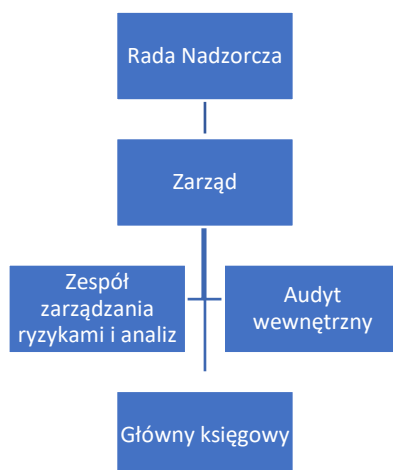 Rada Nadzorcza
Zarząd
Zespół
zarządzania
ryzykami i analiz
Audyt
wewnętrzny
Główny księgowy